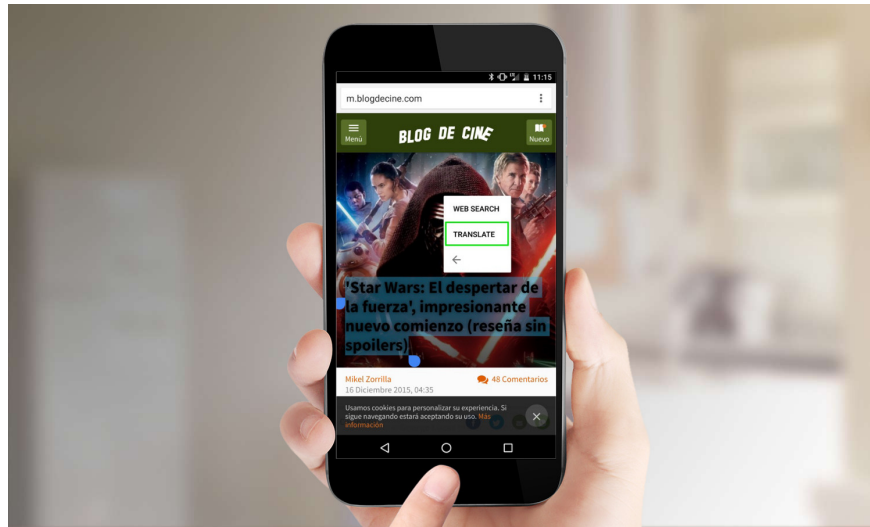 11:15
m.blogdecine.com
Menú
BLOG DE CINE
Nuevo
WEB SEARCH
TRANSLATE
'Star Wars: El despertar de
la fuerza', impresionante
nuevo comienzo (reseña sin
spoilers)
Mikel Zorrilla
48 Comentarios
16 Diciembre 2015, 04:35
Usamos cookies para personalizar su experiencia. Si
sigue navegando estará aceptando su uso. Más
información